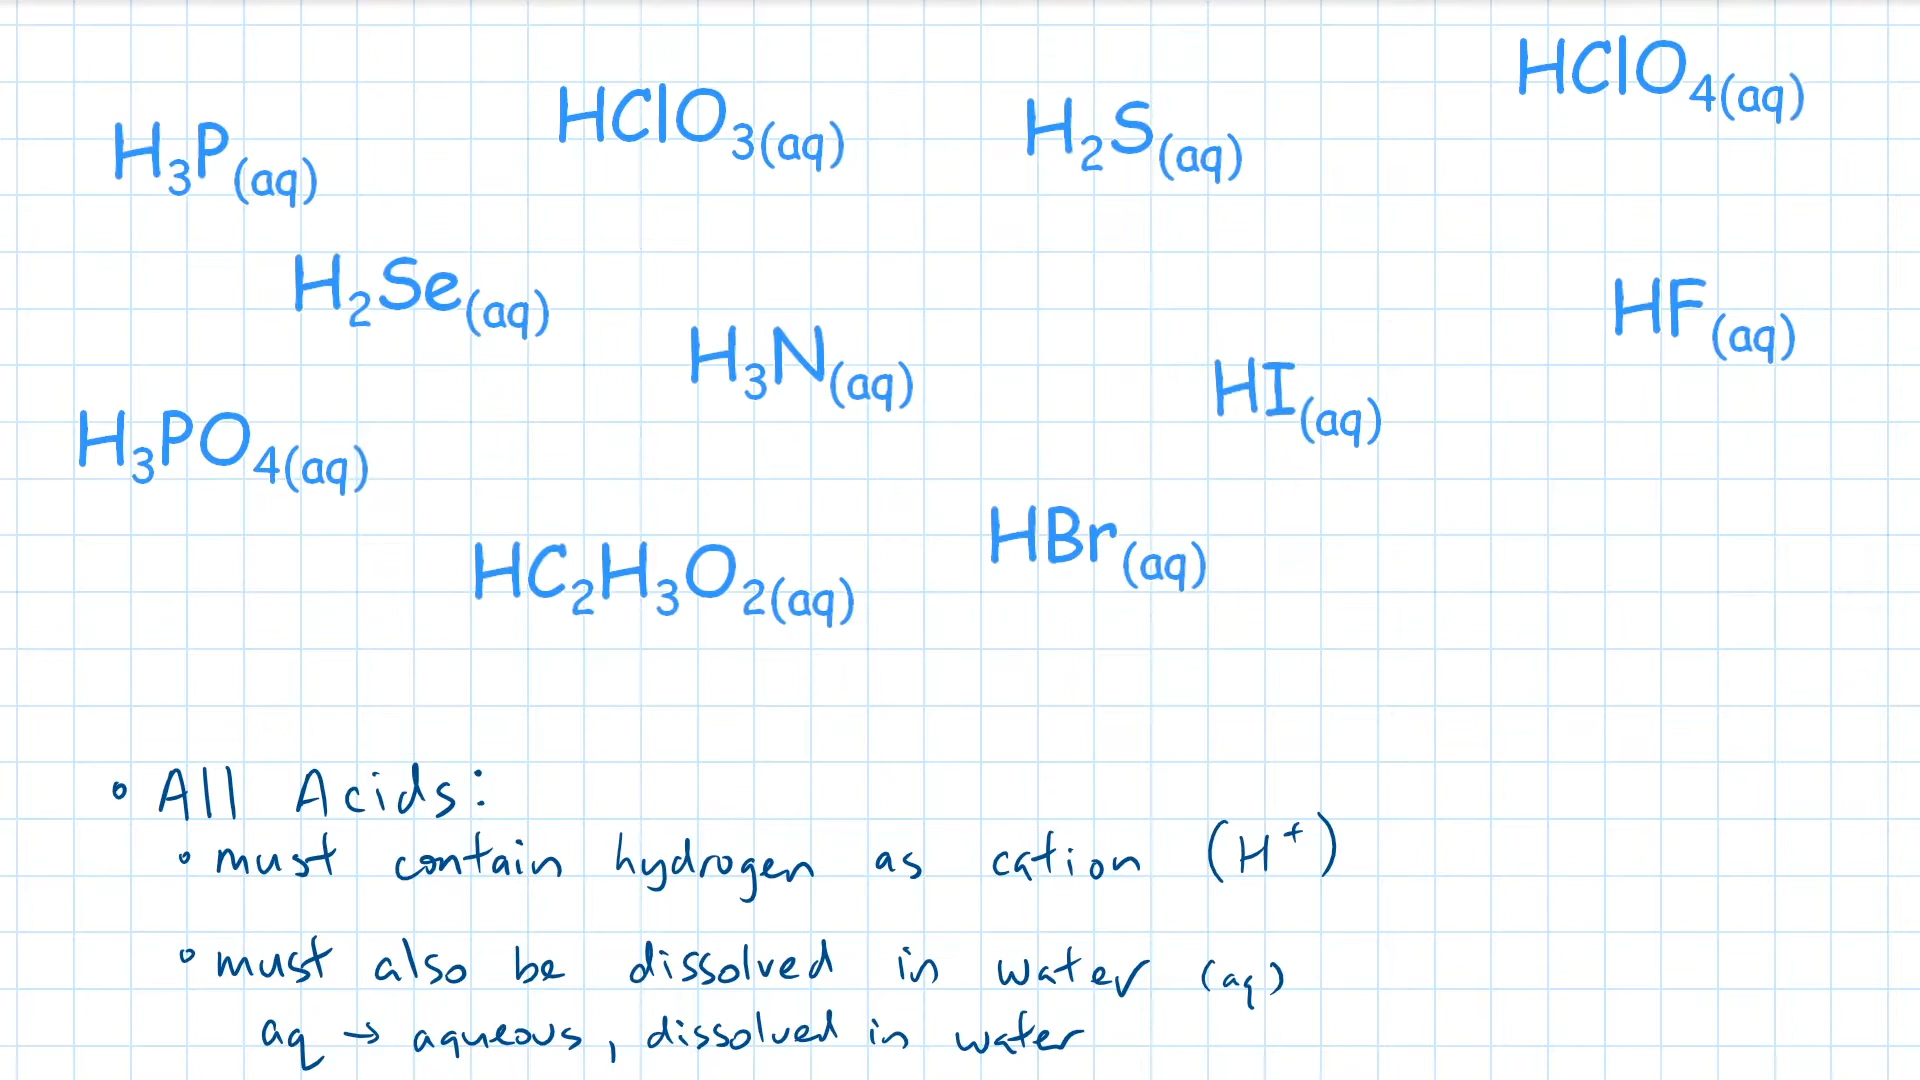 HClO₄(aq)
H₃P(aq) HClO₃(aq) H₂S(aq)
H₂Se(aq) HF(aq)
H₃N(aq) HI(aq)
H₃PO₄(aq)
HC₂H₃O₂(aq) HBr(aq)
• All Acids:
• must contain hydrogen as cation (H⁺)
• must also be dissolved in water (aq)
aq → aqueous, dissolved in water